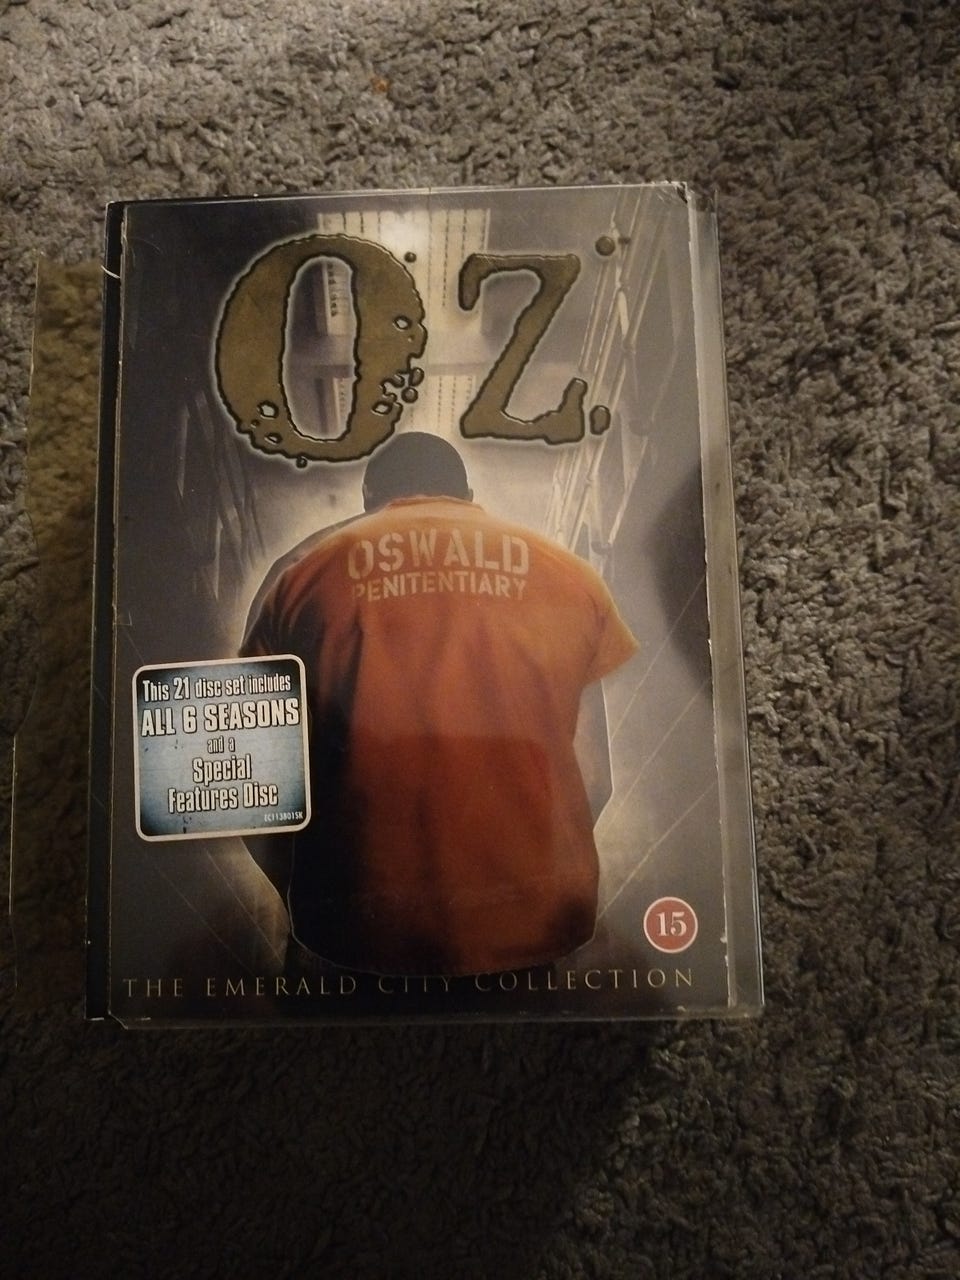 OZ
OSWALD
PENITENTIARY
This 21 disc set includes
ALL 6 SEASONS
and a
Special
Features Disc
EC113801SK
15
THE EMERALD CITY COLLECTION